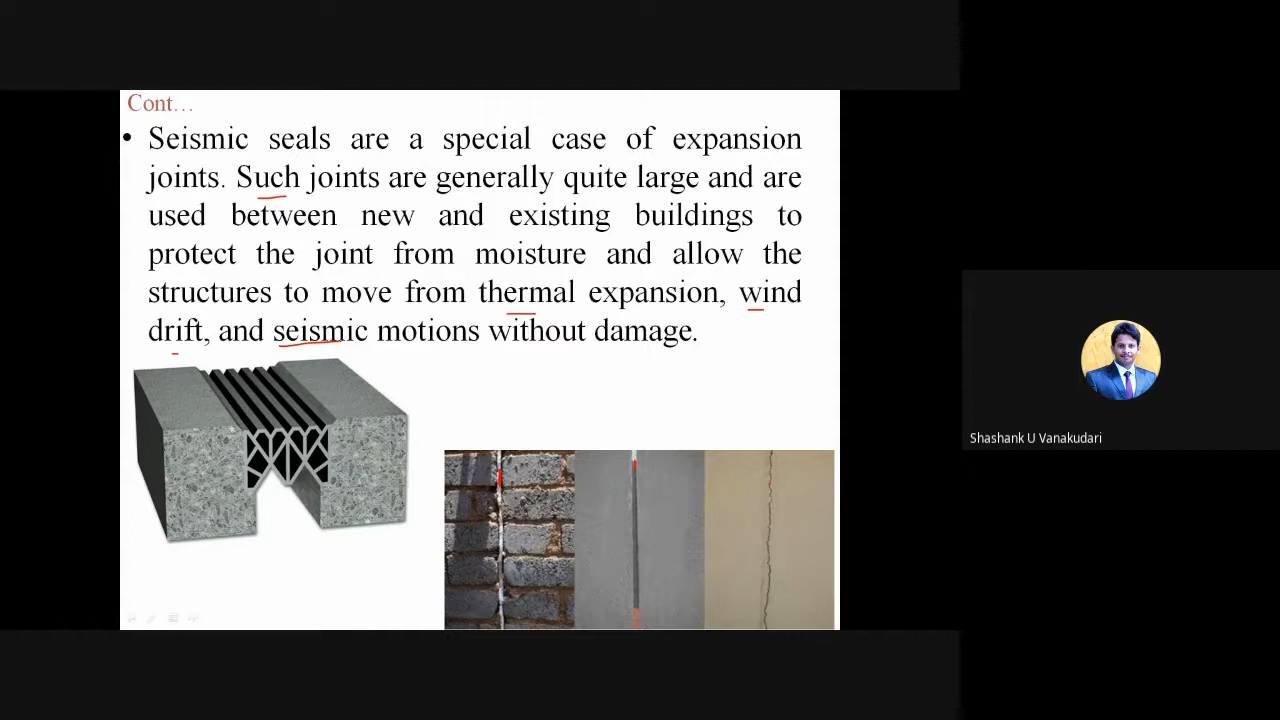 Cont…
• Seismic seals are a special case of expansion
joints. Such joints are generally quite large and are
used between new and existing buildings to
protect the joint from moisture and allow the
structures to move from thermal expansion, wind
drift, and seismic motions without damage.
Shashank U Vanakudari